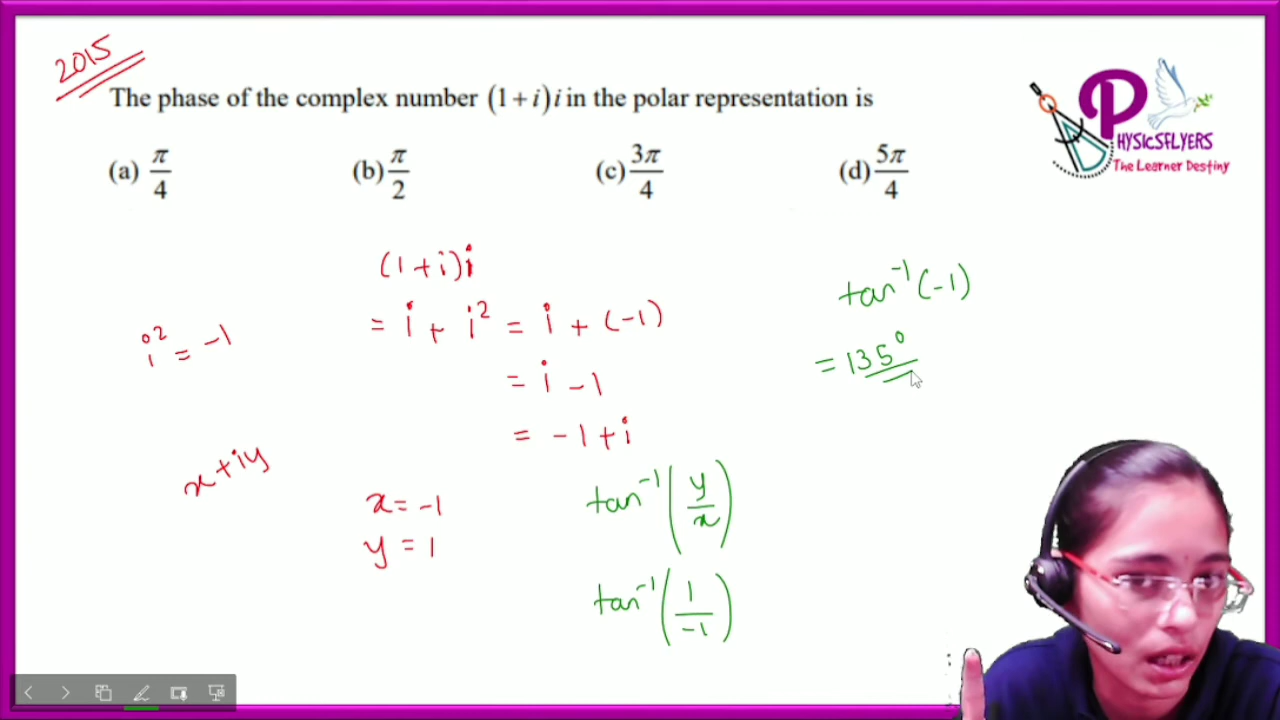 2015
The phase of the complex number (1+i)i in the polar representation is
(a) π/4 (b) π/2 (c) 3π/4 (d) 5π/4
PHYSICSFLYERS
The Learner Destiny
(1+i)i
= i + i² = i + (-1)
= i - 1
= -1 + i
i² = -1
x + iy
x = -1
y = 1
tan⁻¹(y/x)
tan⁻¹(1/-1)
tan⁻¹(-1)
= 135°